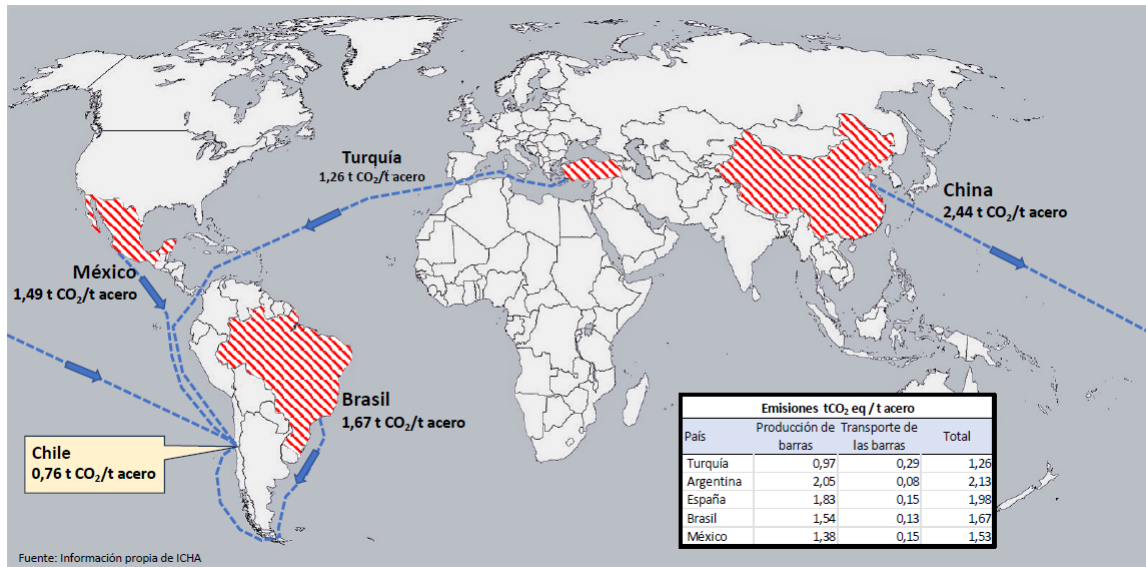 Turquía
1,26 t CO₂/t acero
China
2,44 t CO₂/t acero
México
1,49 t CO₂/t acero
Brasil
1,67 t CO₂/t acero
Chile
0,76 t CO₂/t acero
Emisiones tCO₂ eq / t acero
País Producción de barras Transporte de las barras Total
Turquía 0,97 0,29 1,26
Argentina 2,05 0,08 2,13
España 1,83 0,15 1,98
Brasil 1,54 0,13 1,67
México 1,38 0,15 1,53
Fuente: Información propia de ICHA